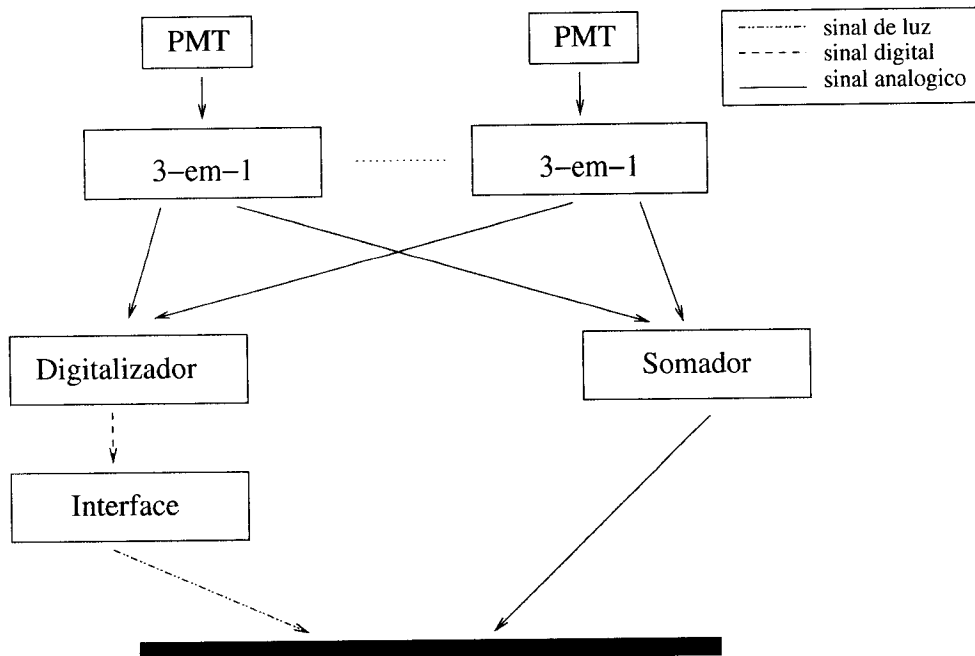 PMT
PMT
sinal de luz
sinal digital
sinal analogico
3-em-1
3-em-1
Digitalizador
Somador
Interface